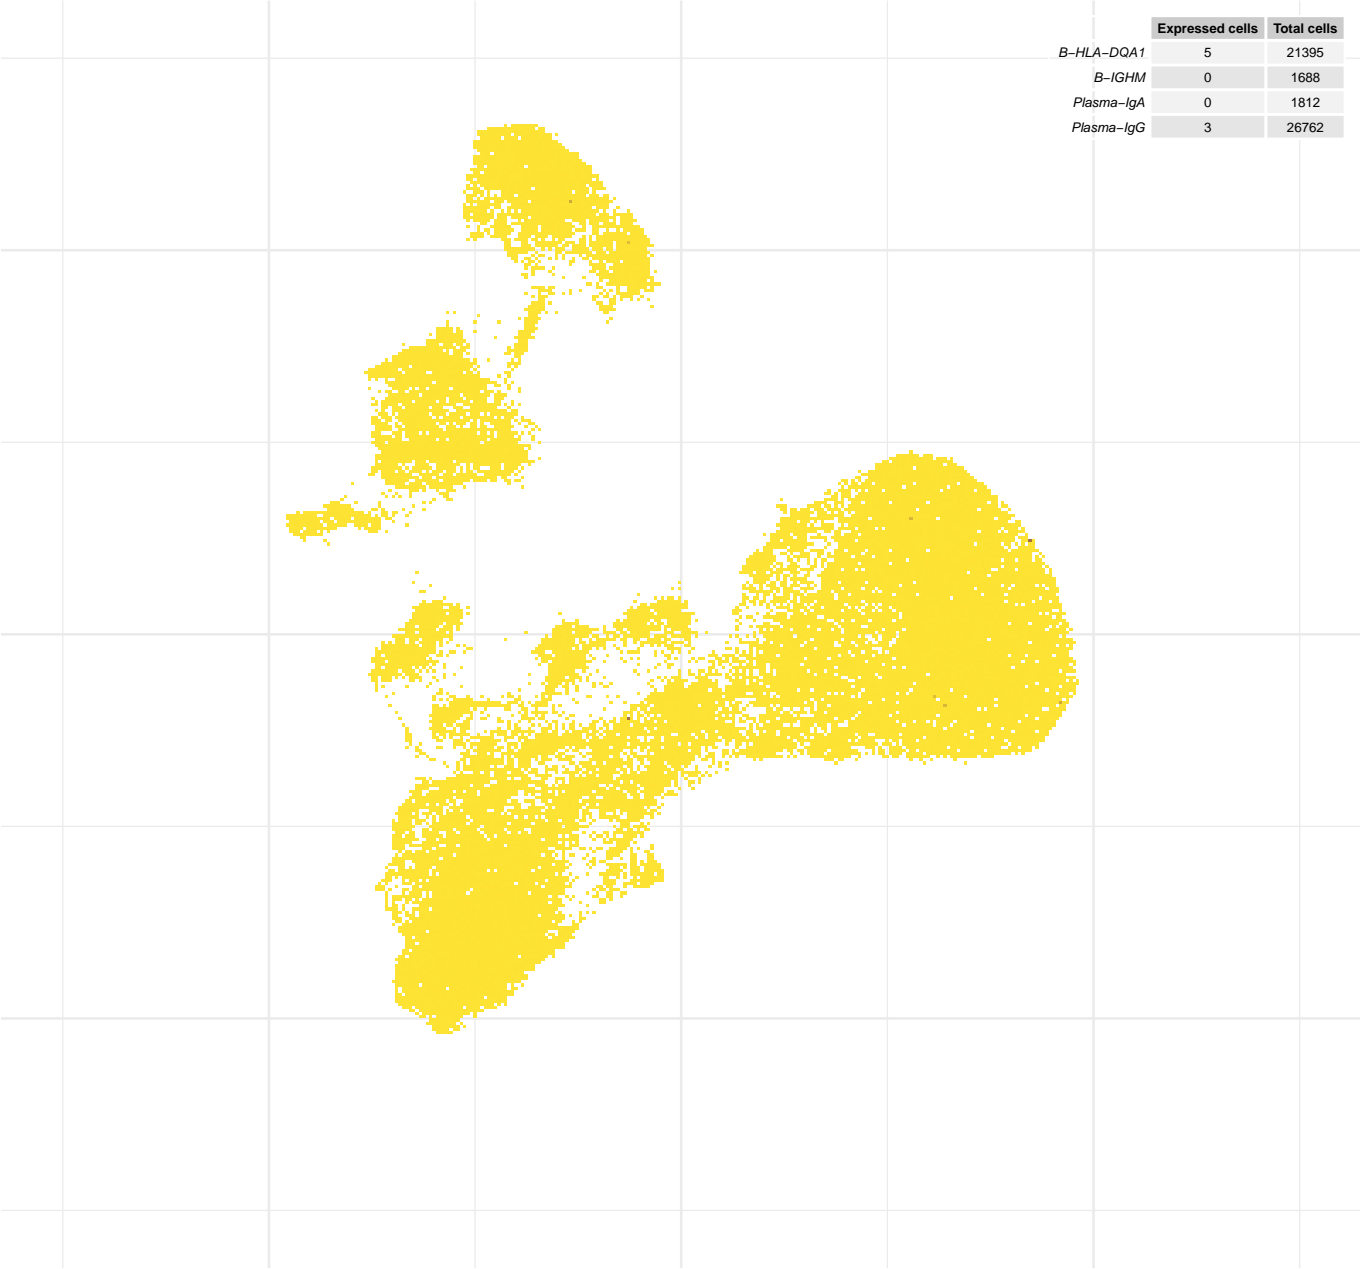 Expressed cells Total cells
B−HLA−DQA1 5 21395
B−IGHM 0 1688
Plasma−IgA 0 1812
Plasma−IgG 3 26762